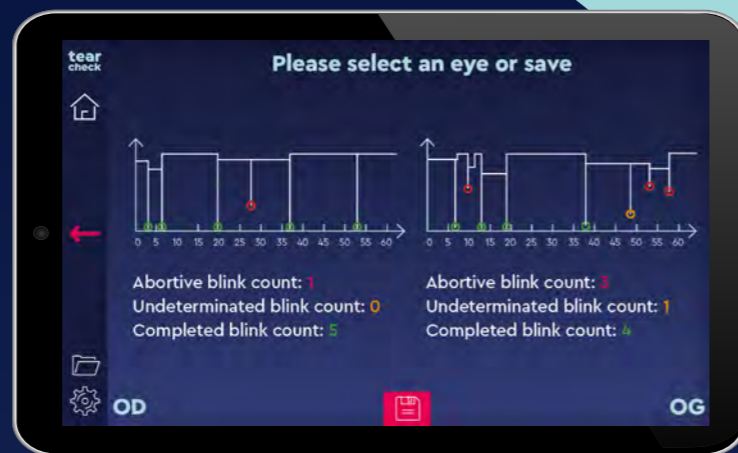 tear
check
Please select an eye or save
0 5 10 15 20 25 30 35 40 45 50 55 60
0 5 10 15 20 25 30 35 40 45 50 55 60
Abortive blink count: 1
Undeterminated blink count: 0
Completed blink count: 5
Abortive blink count: 3
Undeterminated blink count: 1
Completed blink count: 4
OD
OG